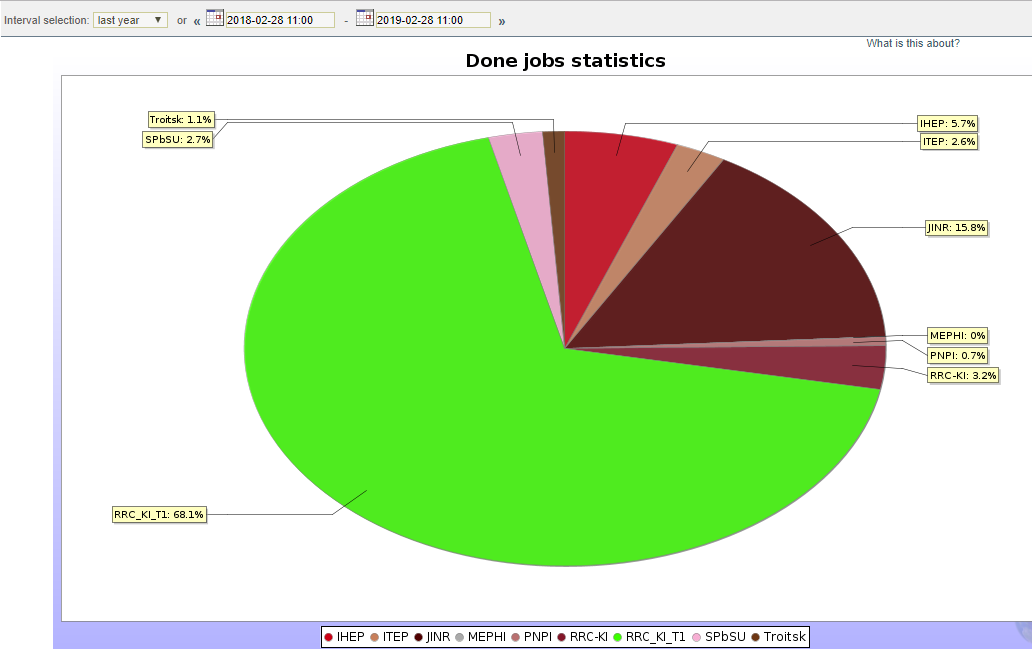 Interval selection: last year ▼ or « 2018-02-28 11:00 - 2019-02-28 11:00 »
What is this about?
Done jobs statistics
Troitsk: 1.1%
SPbSU: 2.7%
IHEP: 5.7%
ITEP: 2.6%
JINR: 15.8%
MEPHI: 0%
PNPI: 0.7%
RRC-KI: 3.2%
RRC_KI_T1: 68.1%
IHEP ITEP JINR MEPHI PNPI RRC-KI RRC_KI_T1 SPbSU Troitsk